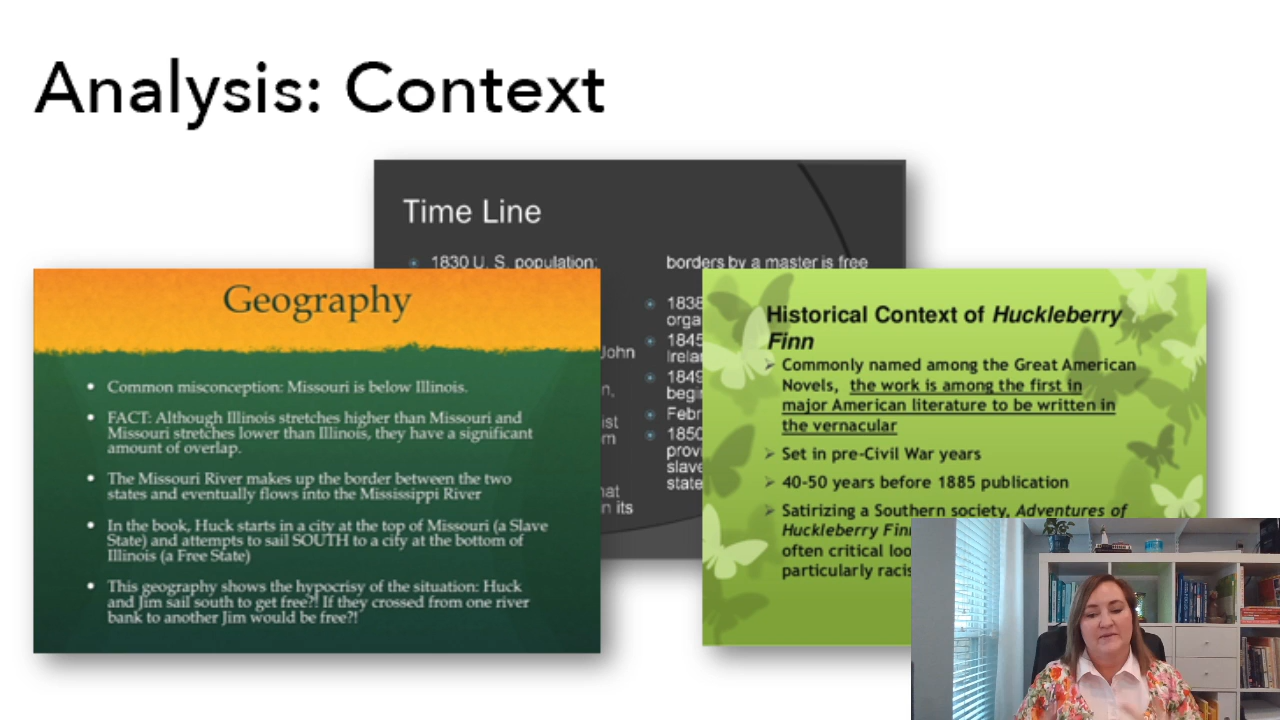 Analysis: Context
Time Line
1830 U. S. population:
John
n,
ist
m
hat
n its
borders by a master is free
1838
orga
1845
Irelan
1849
begin
Febr
1850
provi
slave
state
Geography
Common misconception: Missouri is below Illinois.
FACT: Although Illinois stretches higher than Missouri and
Missouri stretches lower than Illinois, they have a significant
amount of overlap.
The Missouri River makes up the border between the two
states and eventually flows into the Mississippi River
In the book, Huck starts in a city at the top of Missouri (a Slave
State) and attempts to sail SOUTH to a city at the bottom of
Illinois (a Free State)
This geography shows the hypocrisy of the situation: Huck
and Jim sail south to get free?! If they crossed from one river
bank to another Jim would be free?!
Historical Context of Huckleberry
Finn
Commonly named among the Great American
Novels, the work is among the first in
major American literature to be written in
the vernacular
Set in pre-Civil War years
40-50 years before 1885 publication
Satirizing a Southern society, Adventures of
Huckleberry Finn
often critical loo
particularly racis